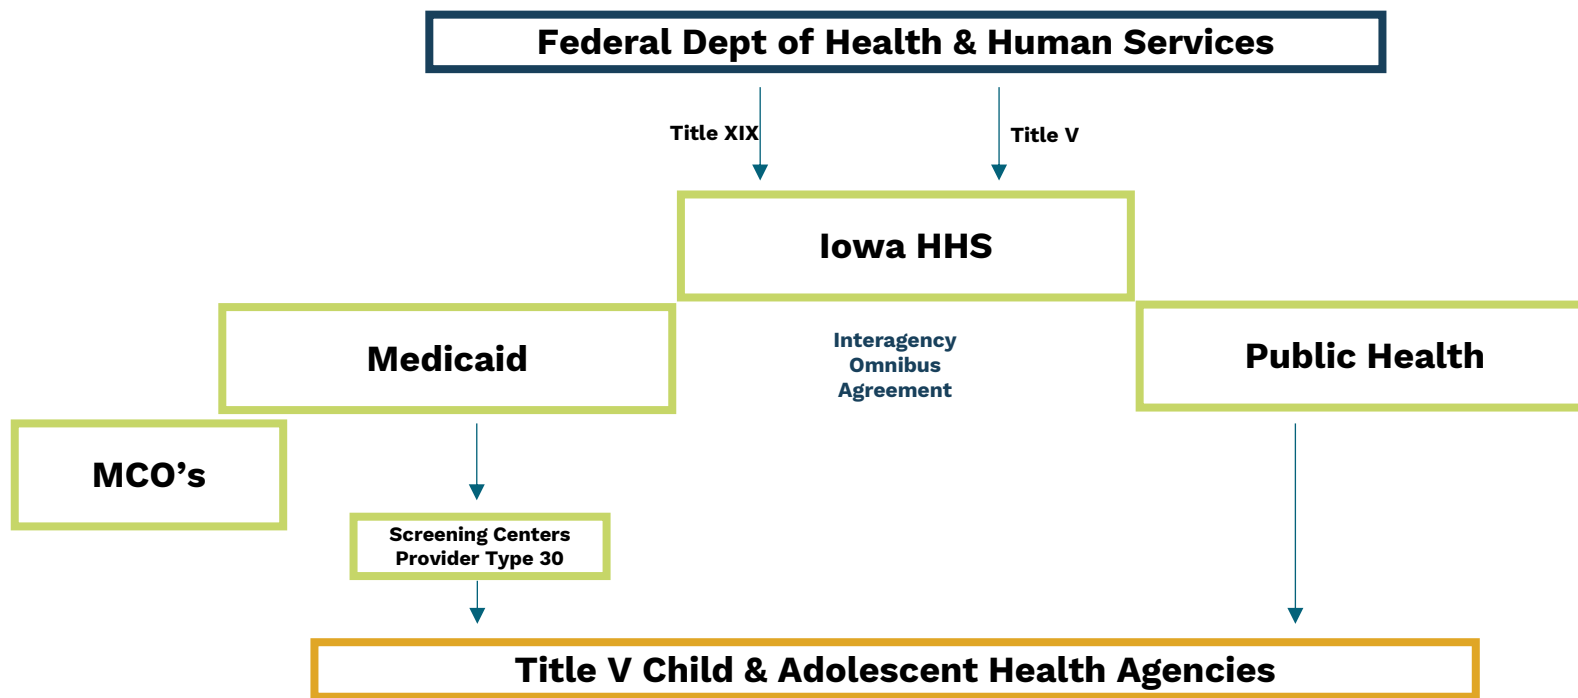 Federal Dept of Health & Human Services
Title XIX
Title V
Iowa HHS
Medicaid
Interagency
Omnibus
Agreement
Public Health
MCO’s
Screening Centers
Provider Type 30
Title V Child & Adolescent Health Agencies